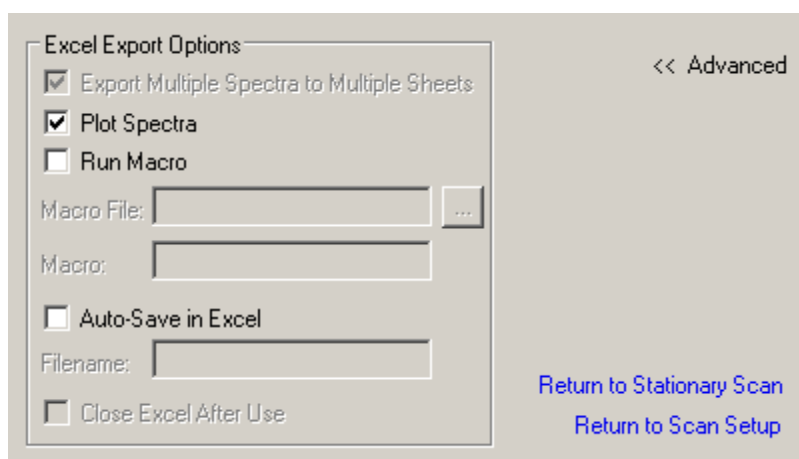 Excel Export Options
<< Advanced
Export Multiple Spectra to Multiple Sheets
Plot Spectra
Run Macro
Macro File:
...
Macro:
Auto-Save in Excel
Filename:
Return to Stationary Scan
Close Excel After Use
Return to Scan Setup